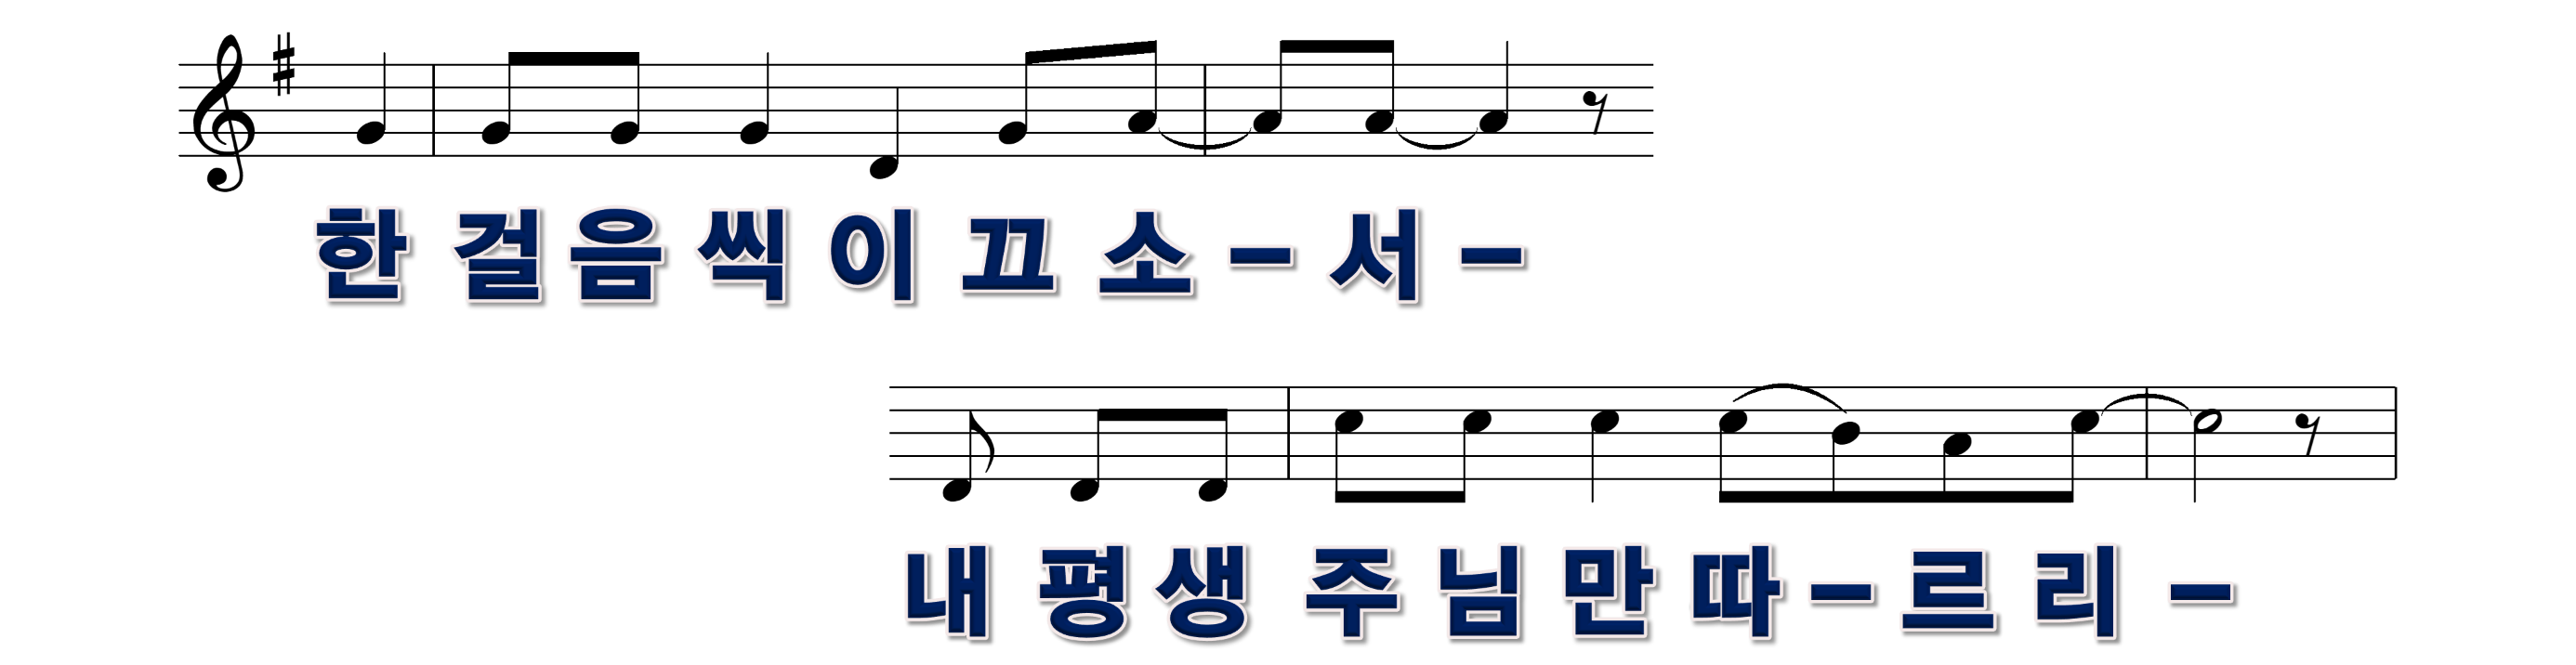 한 걸음씩 이끄소-서-
내 평생 주님만 따-르리-